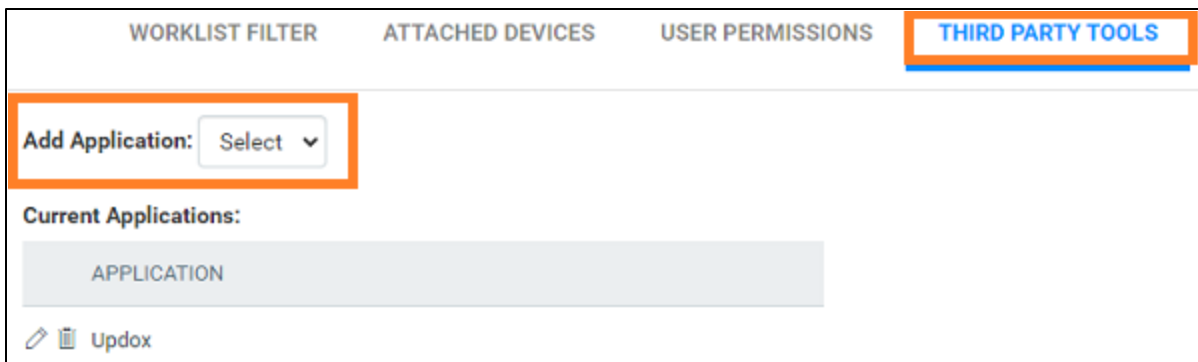 WORKLIST FILTER ATTACHED DEVICES USER PERMISSIONS THIRD PARTY TOOLS
Add Application: Select
Current Applications:
APPLICATION
Updox